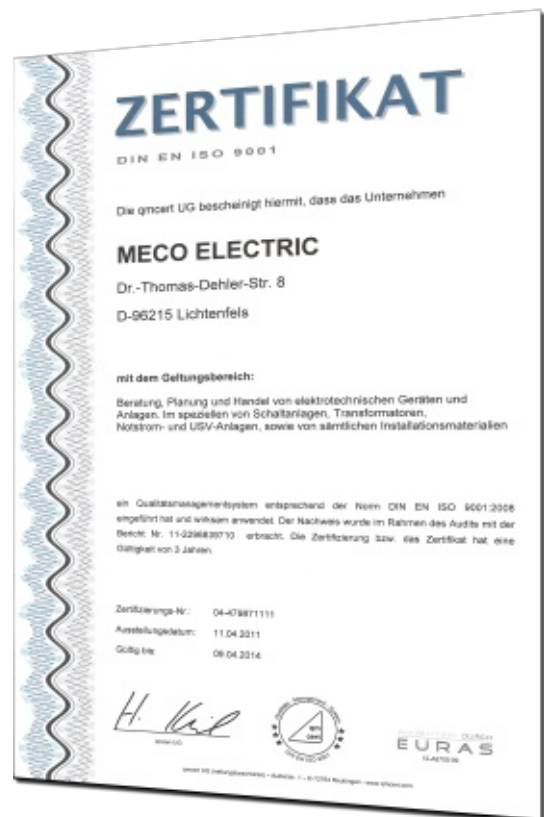 ZERTIFIKAT
DIN EN ISO 9001
Die qmcert UG bescheinigt hiermit, dass das Unternehmen
MECO ELECTRIC
Dr.-Thomas-Dehler-Str. 8
D-96215 Lichtenfels
mit dem Geltungsbereich:
Beratung, Planung und Handel von elektrotechnischen Geräten und
Anlagen. Im speziellen von Schaltanlagen, Transformatoren,
Notstrom- und USV-Anlagen, sowie von sämtlichen Installationsmaterialien
ein Qualitätsmanagementsystem entsprechend der Norm DIN EN ISO 9001:2008
eingeführt hat und wirksam anwendet. Der Nachweis wurde im Rahmen des Audits mit der
Bericht Nr. erbracht. Die Zertifizierung bzw. das Zertifikat hat eine
Gültigkeit von 3 Jahren.
Zertifizierungs-Nr.:
Ausstellungsdatum: 11.04.2011
Gültig bis: 09.04.2014
H.
qmcert UG
EURAS